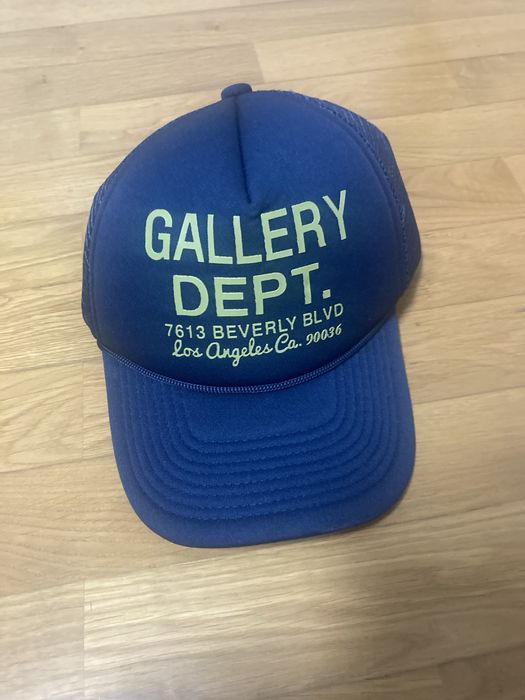 GALLERY
DEPT.
7613 BEVERLY BLVD
Los Angeles Ca. 90036